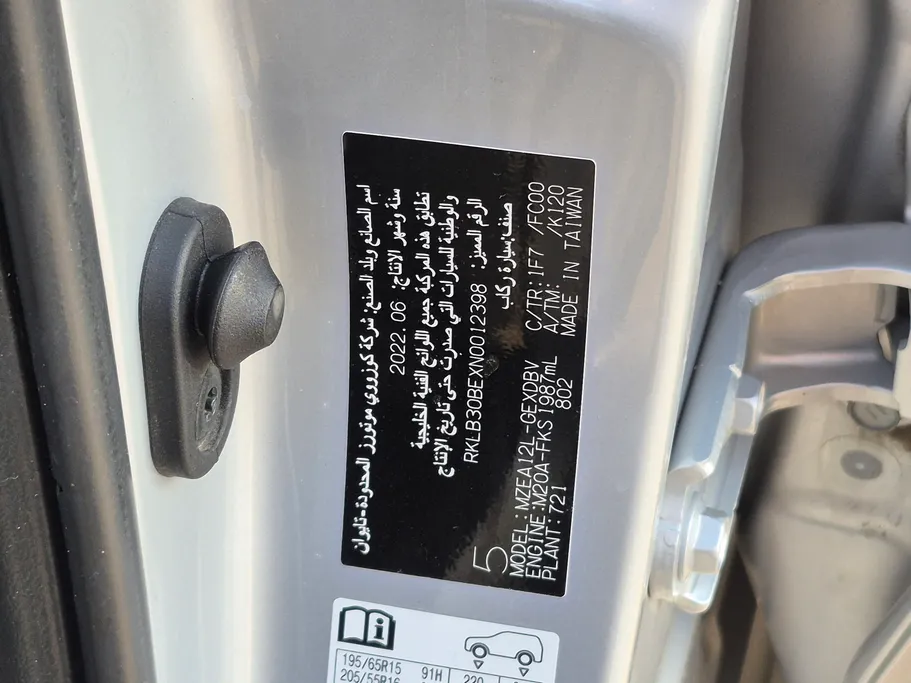 اسم الصانع وبلد الصنع: شركة كوزووي موتورز المحدودة-تايوان
سنة وشهر الإنتاج: 2022.06
تطابق هذه المركبة جميع اللوائح الفنية الخليجية
والوطنية للسيارات التي صدرت حتى تاريخ الإنتاج
الرقم المميز: RKLB30BEXN0012398
صنف:سيارة ركاب
5
MODEL:MZEA12L-GEXDBV C/TR:1F7 /FC00
ENGINE:M20A-FKS 1987mL A/TM: /K120
PLANT:721 802 MADE IN TAIWAN
i
195/65R15 91H 220
205/55R16